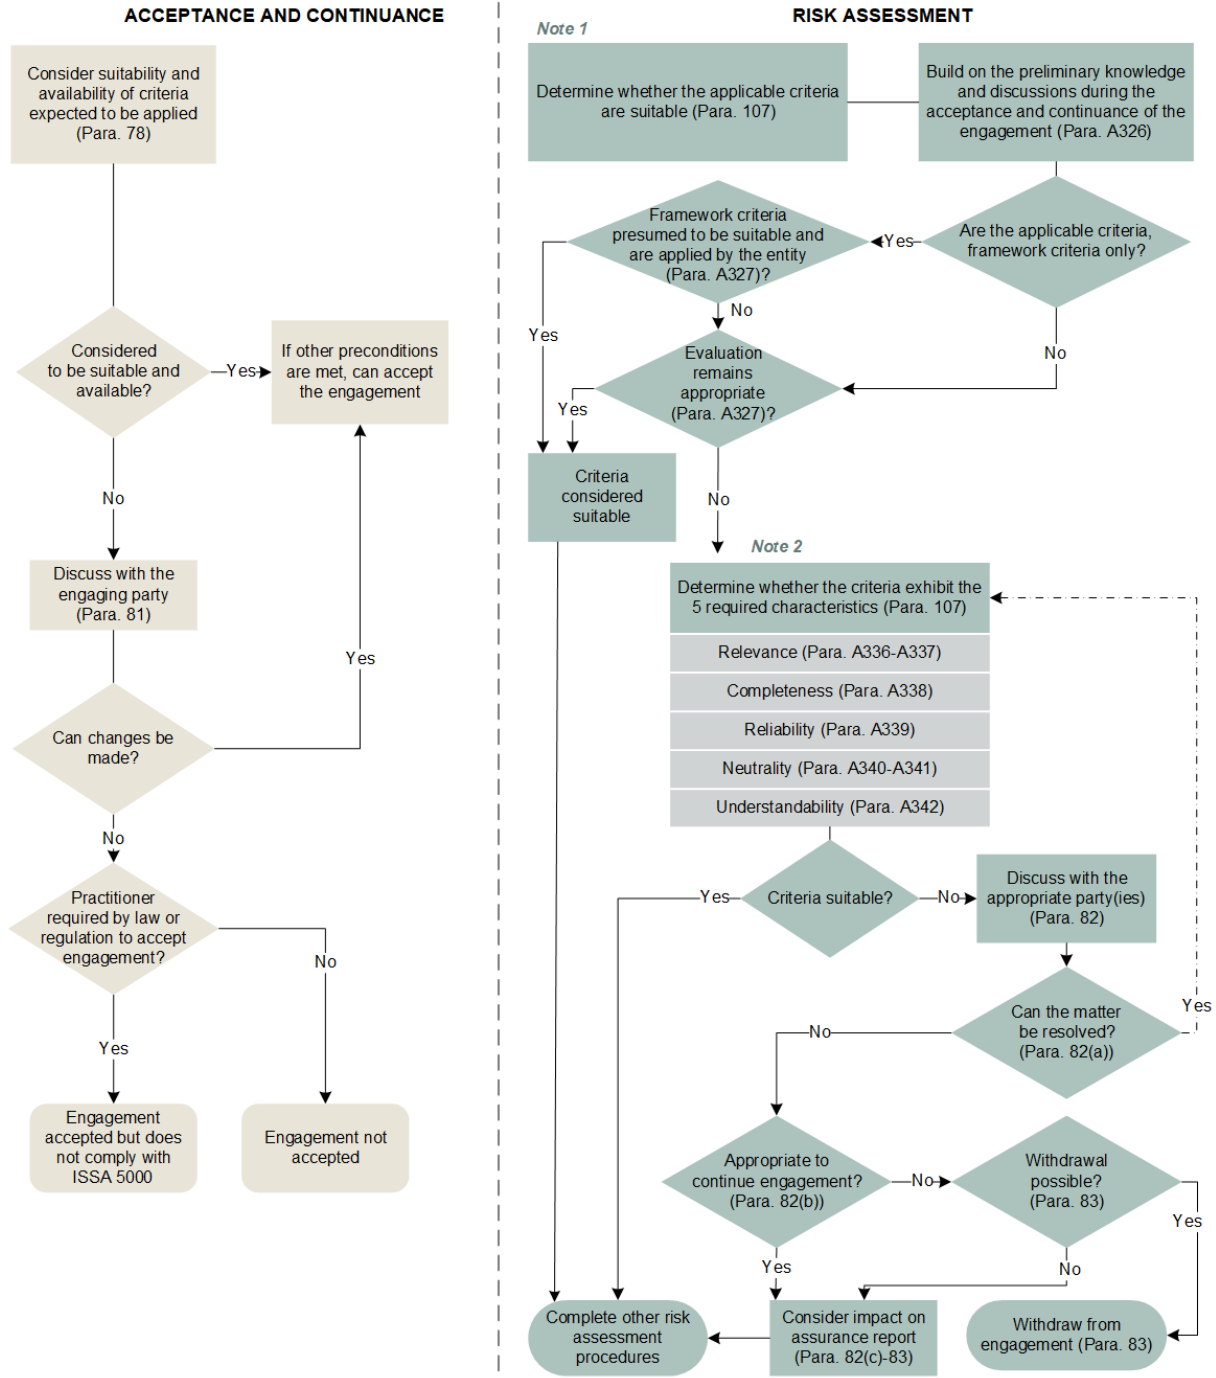 ACCEPTANCE AND CONTINUANCE
Consider suitability and
availability of criteria
expected to be applied
(Para. 78)
Considered
to be suitable and
available?
Yes
If other preconditions
are met, can accept
the engagement
No
Discuss with the
engaging party
(Para. 81)
Yes
Can changes be
made?
No
Practitioner
required by law or
regulation to accept
engagement?
No
Yes
Engagement
accepted but does
not comply with
ISSA 5000
Engagement not
accepted
RISK ASSESSMENT
Note 1
Determine whether the applicable criteria
are suitable (Para. 107)
Build on the preliminary knowledge
and discussions during the
acceptance and continuance of the
engagement (Para. A326)
Are the applicable criteria,
framework criteria only?
Yes
Framework criteria
presumed to be suitable and
are applied by the entity
(Para. A327)?
Yes
No
No
Evaluation
remains
appropriate
(Para. A327)?
Yes
Criteria
considered
suitable
No
Note 2
Determine whether the criteria exhibit the
5 required characteristics (Para. 107)
Relevance (Para. A336-A337)
Completeness (Para. A338)
Reliability (Para. A339)
Neutrality (Para. A340-A341)
Understandability (Para. A342)
Criteria suitable?
Yes
No
Discuss with the
appropriate party(ies)
(Para. 82)
Can the matter
be resolved?
(Para. 82(a))
Yes
No
Appropriate to
continue engagement?
(Para. 82(b))
No
Withdrawal
possible?
(Para. 83)
Yes
Yes
No
Complete other risk
assessment
procedures
Consider impact on
assurance report
(Para. 82(c)-83)
Withdraw from
engagement (Para. 83)